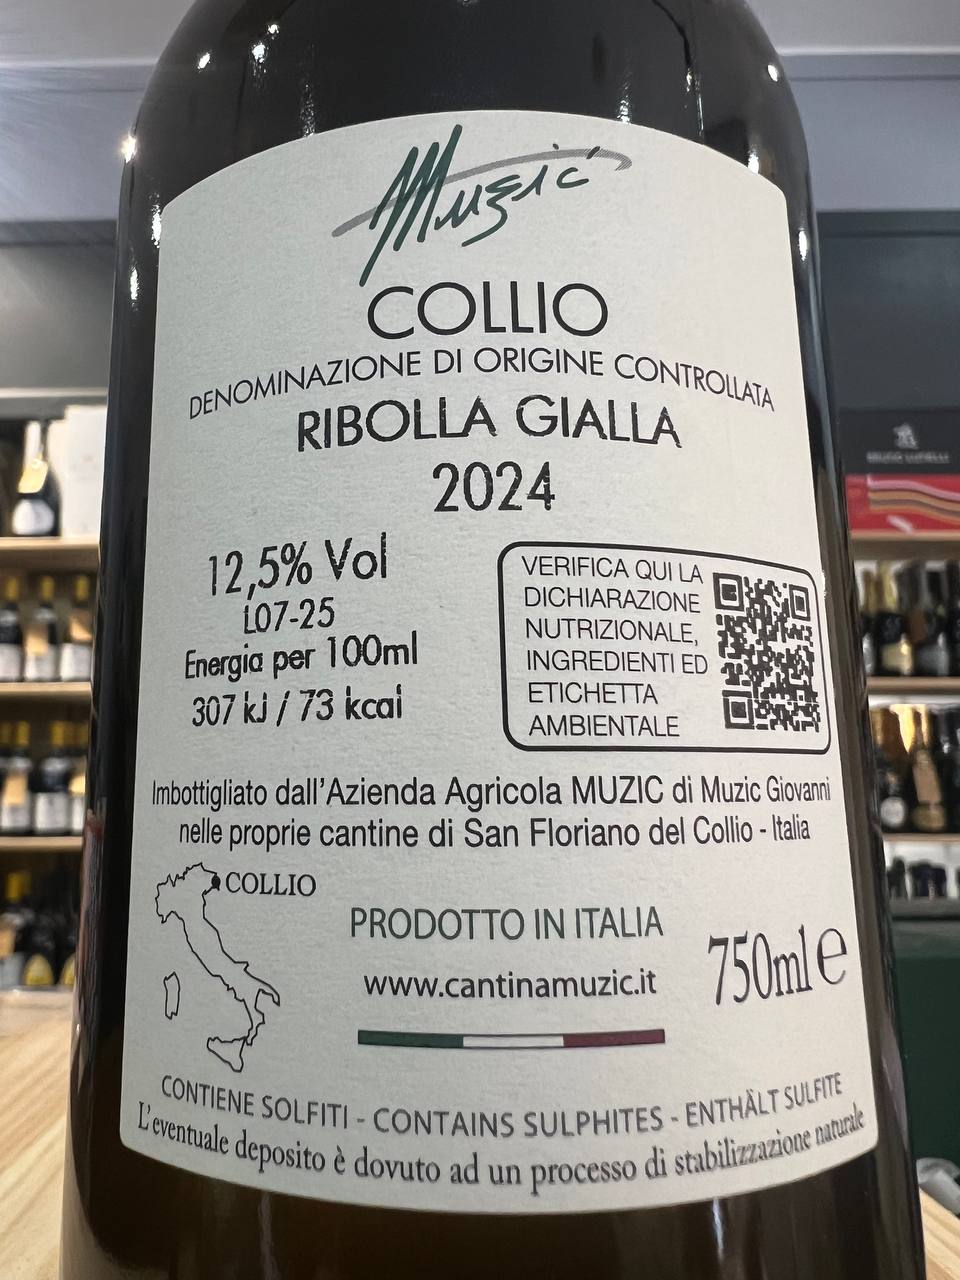 Muzič
COLLIO
DENOMINAZIONE DI ORIGINE CONTROLLATA
RIBOLLA GIALLA
2024
12,5% Vol
L07-25
Energia per 100ml
307 kJ / 73 kcal
VERIFICA QUI LA
DICHIARAZIONE
NUTRIZIONALE,
INGREDIENTI ED
ETICHETTA
AMBIENTALE
Imbottigliato dall'Azienda Agricola MUZIC di Muzic Giovanni
nelle proprie cantine di San Floriano del Collio - Italia
COLLIO
PRODOTTO IN ITALIA
www.cantinamuzic.it
750ml e
CONTIENE SOLFITI - CONTAINS SULPHITES - ENTHÄLT SULFITE
L'eventuale deposito è dovuto ad un processo di stabilizzazione naturale